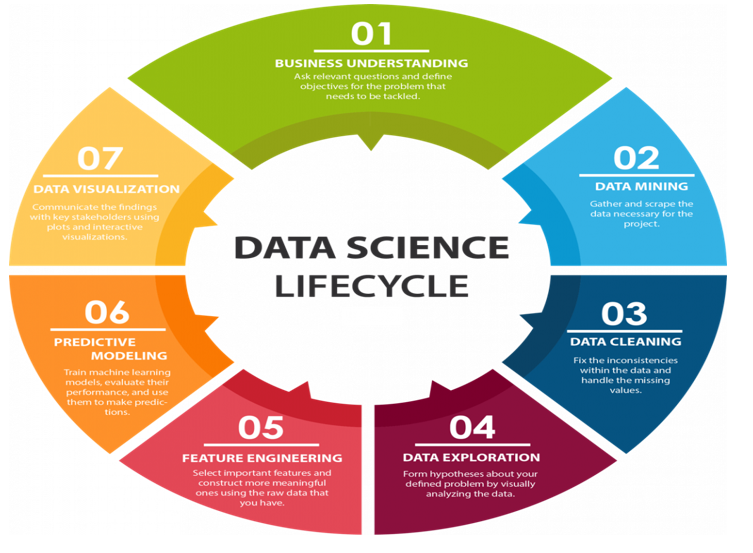 01
BUSINESS UNDERSTANDING
Ask relevant questions and define
objectives for the problem that
needs to be tackled.
02
DATA MINING
Gather and scrape the
data necessary for the
project.
03
DATA CLEANING
Fix the inconsistencies
within the data and
handle the missing
values.
04
DATA EXPLORATION
Form hypotheses about your
defined problem by visually
analyzing the data.
05
FEATURE ENGINEERING
Select important features and
construct more meaningful
ones using the raw data that
you have.
06
PREDICTIVE
MODELING
Train machine learning
models, evaluate their
performance, and use
them to make predic-
tions.
07
DATA VISUALIZATION
Communicate the findings
with key stakeholders using
plots and interactive
visualizations.
DATA SCIENCE
LIFECYCLE